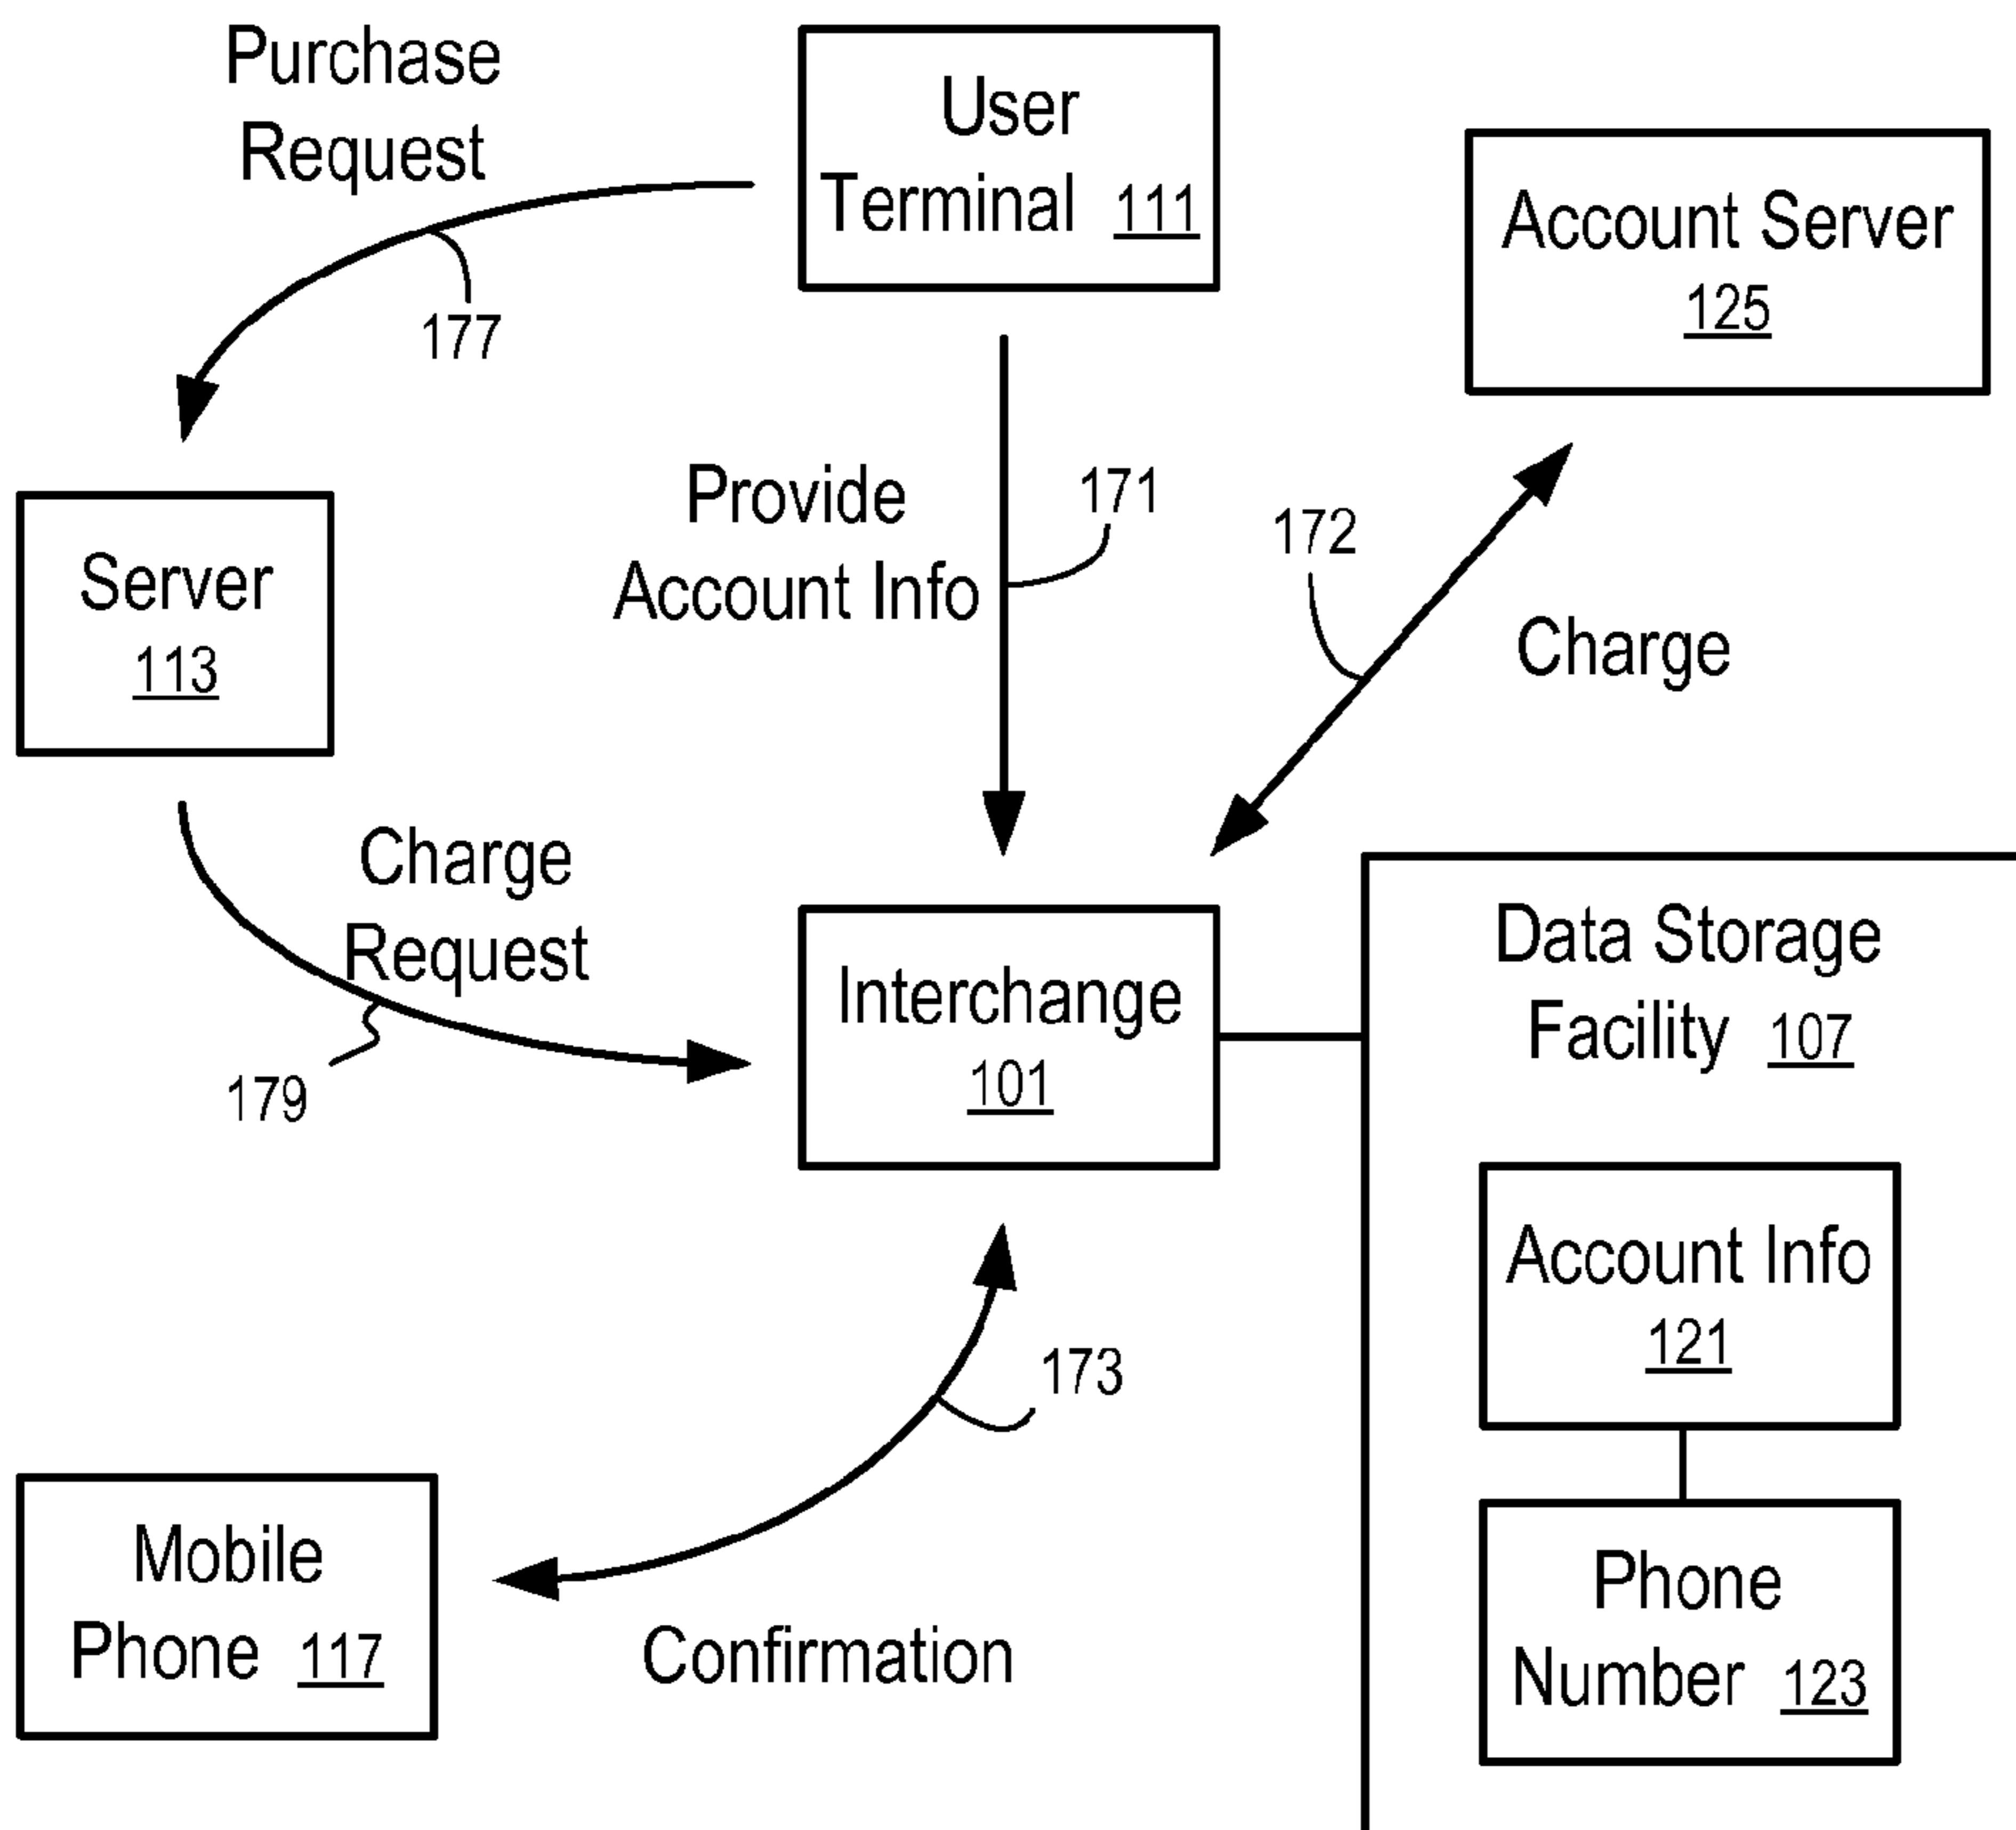 Purchase
Request
177
User
Terminal 111
Account Server
125
Server
113
Provide
Account Info
171
172
Charge
Charge
Request
179
Interchange
101
Data Storage
Facility 107
Account Info
121
Phone
Number 123
173
Mobile
Phone 117
Confirmation